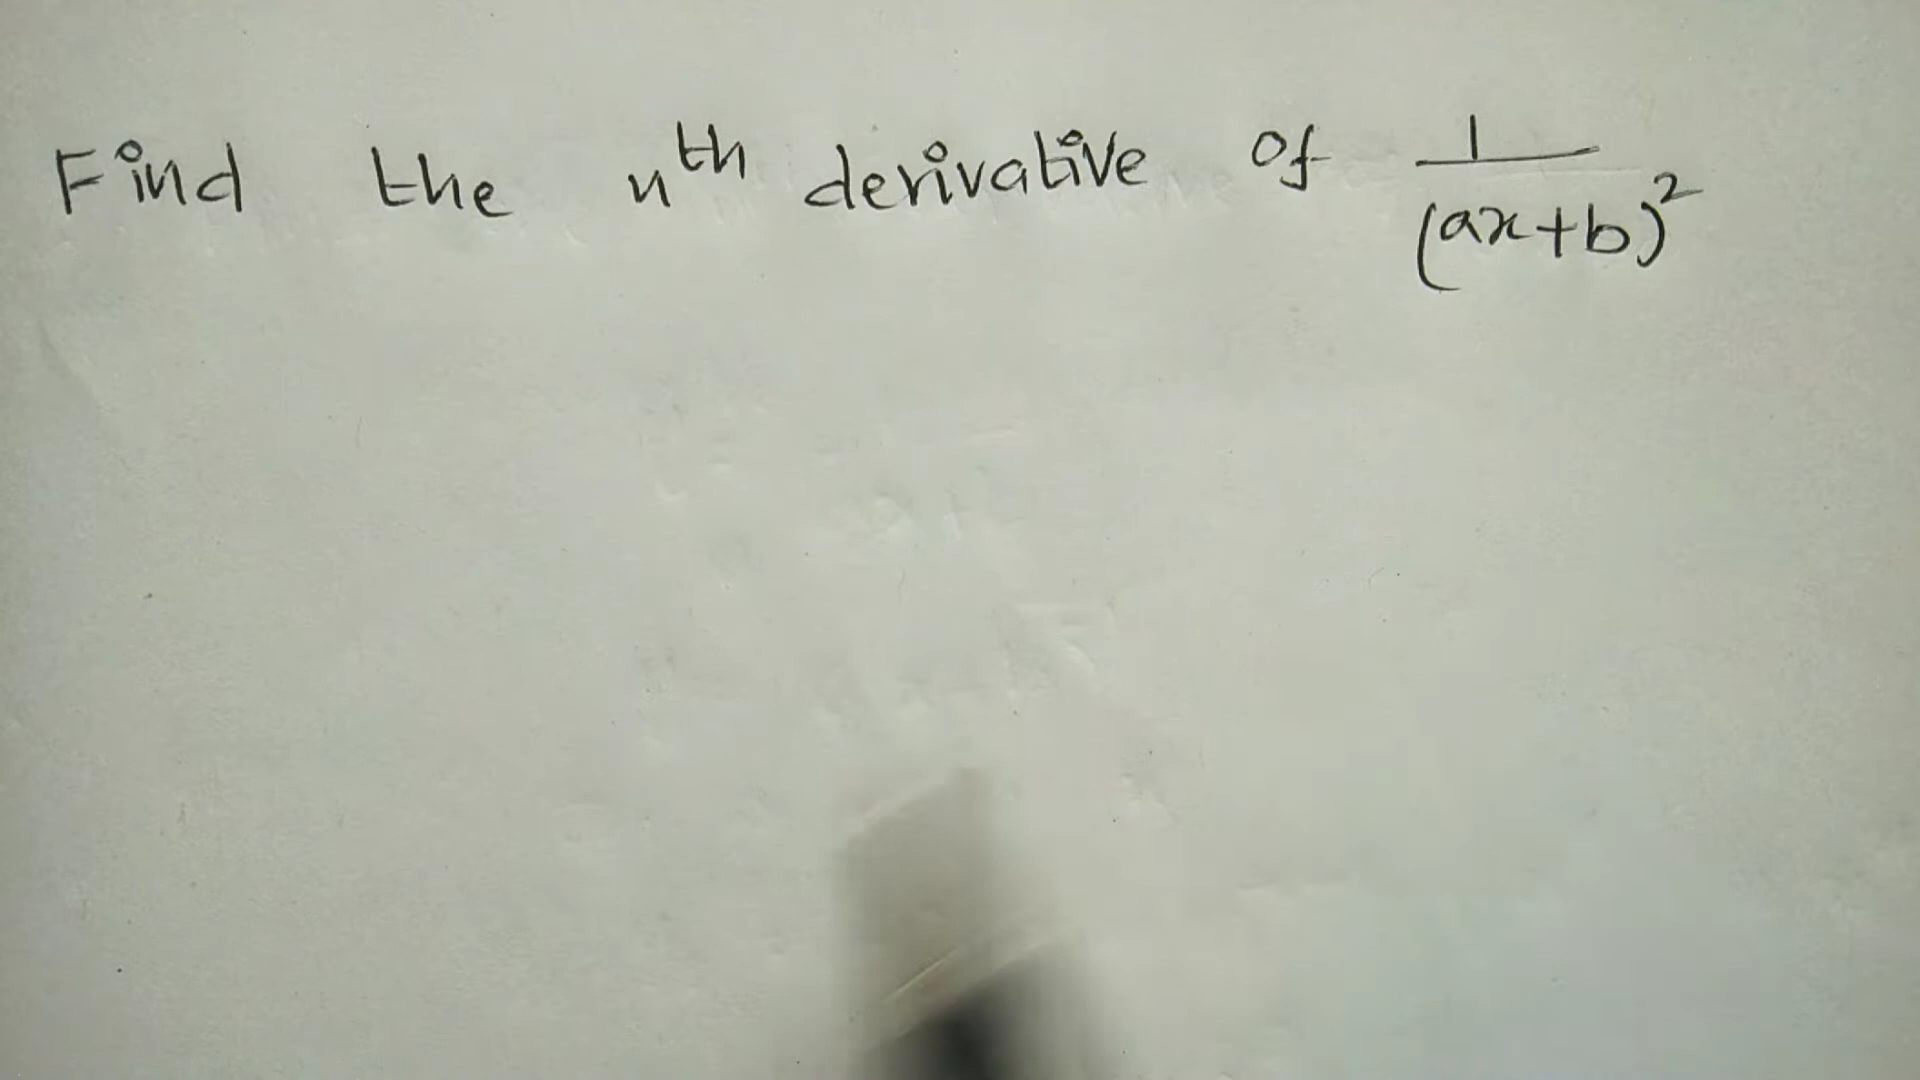 Find the nth derivative of 1/(ax+b)²